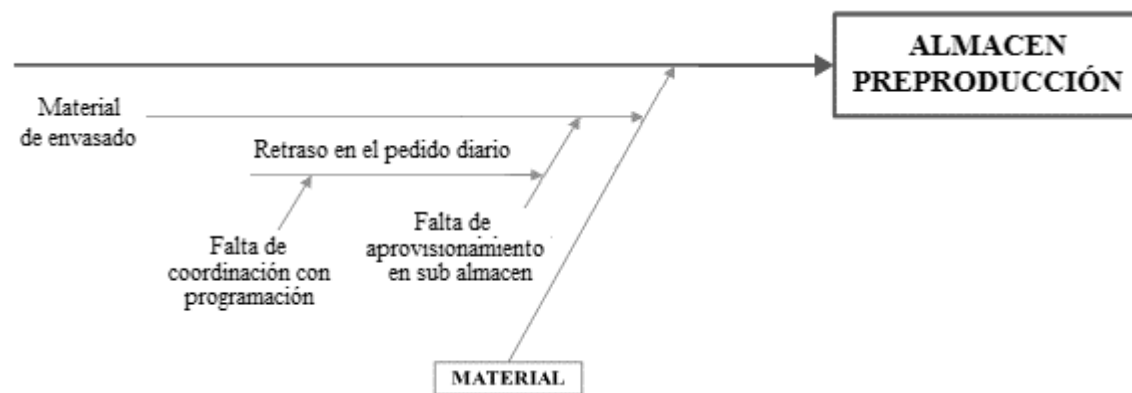 ALMACEN
PREPRODUCCIÓN
Material
de envasado
Retraso en el pedido diario
Falta de
aprovisionamiento
en sub almacen
Falta de
coordinación con
programación
MATERIAL